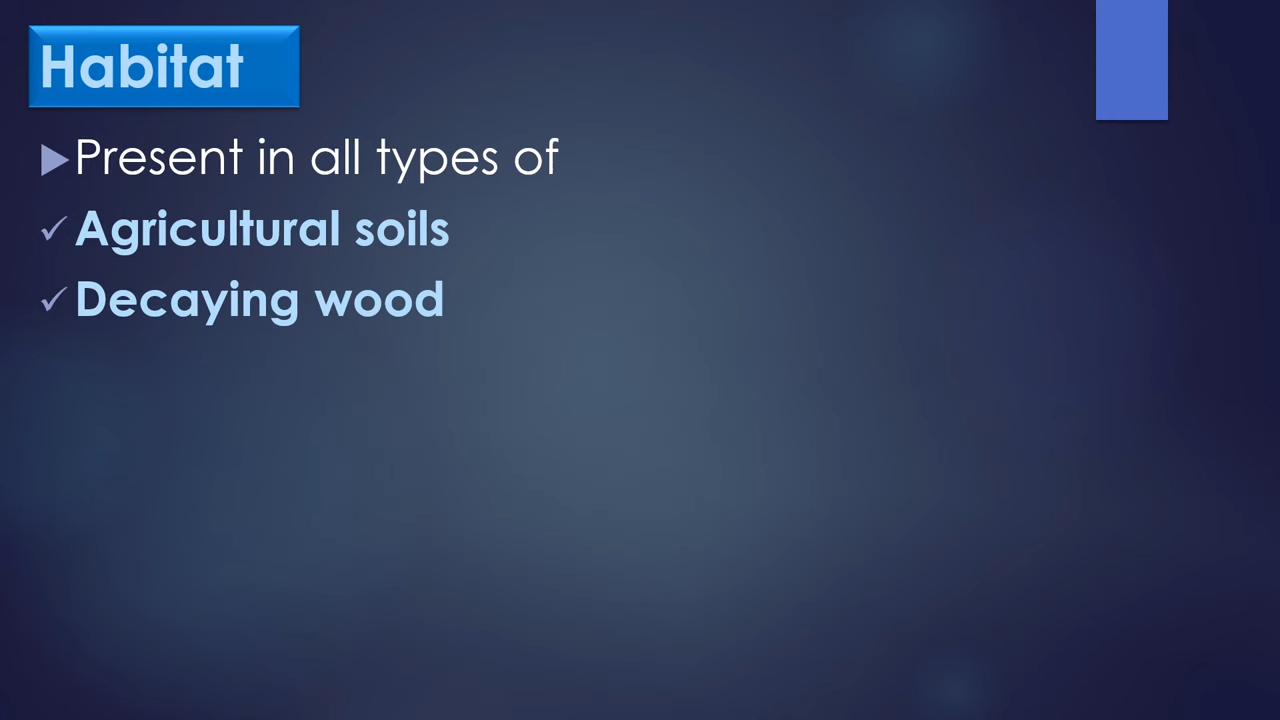 Habitat
▶Present in all types of
✓Agricultural soils
✓Decaying wood